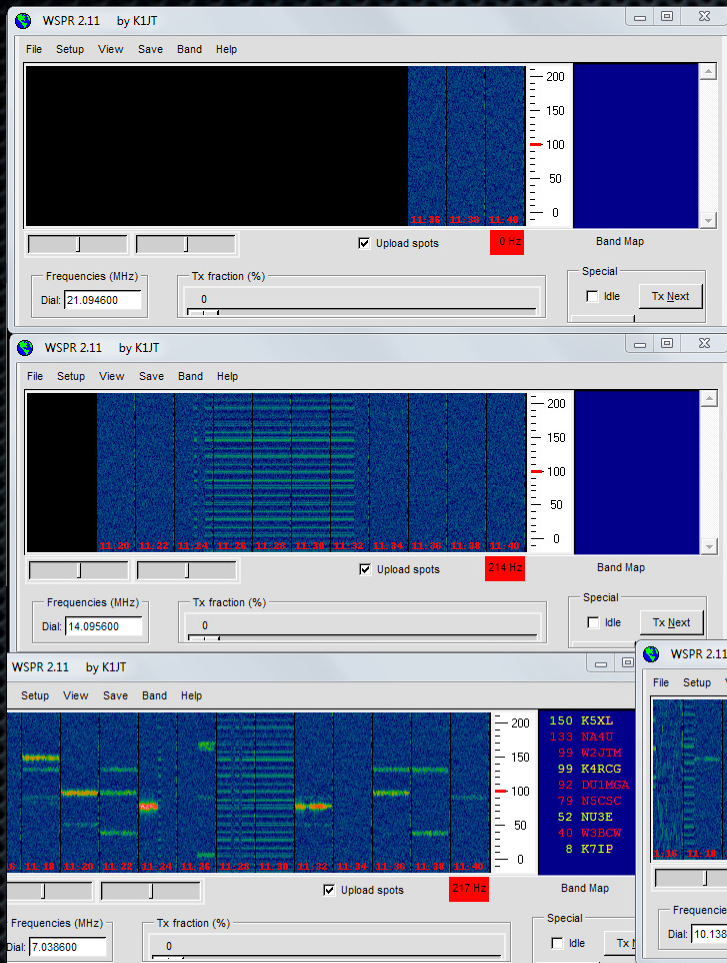 WSPR 2.11 by K1JT
File Setup View Save Band Help
200
150
100
50
0
11:36 11:38 11:40
Upload spots
0 Hz
Band Map
Frequencies (MHz)
Dial: 21.094600
Tx fraction (%)
0
Special
Idle
Tx Next
WSPR 2.11 by K1JT
File Setup View Save Band Help
200
150
100
50
0
11:20 11:22 11:24 11:26 11:28 11:30 11:32 11:34 11:36 11:38 11:40
Upload spots
214 Hz
Band Map
Frequencies (MHz)
Dial: 14.095600
Tx fraction (%)
0
Special
Idle
Tx Next
WSPR 2.11 by K1JT
Setup View Save Band Help
200
150
100
50
0
11:18 11:20 11:22 11:24 11:26 11:28 11:30 11:32 11:34 11:36 11:38 11:40
150 K5XL
133 NA4U
99 W2JTM
99 K4RCG
92 DU1MGA
79 N5CSC
52 NU3E
40 W3BCW
8 K7IP
Upload spots
217 Hz
Band Map
Frequencies (MHz)
Dial: 7.038600
Tx fraction (%)
0
Special
Idle
Tx N
WSPR 2.11
File Setup
11:18
Frequencie
Dial: 10.138